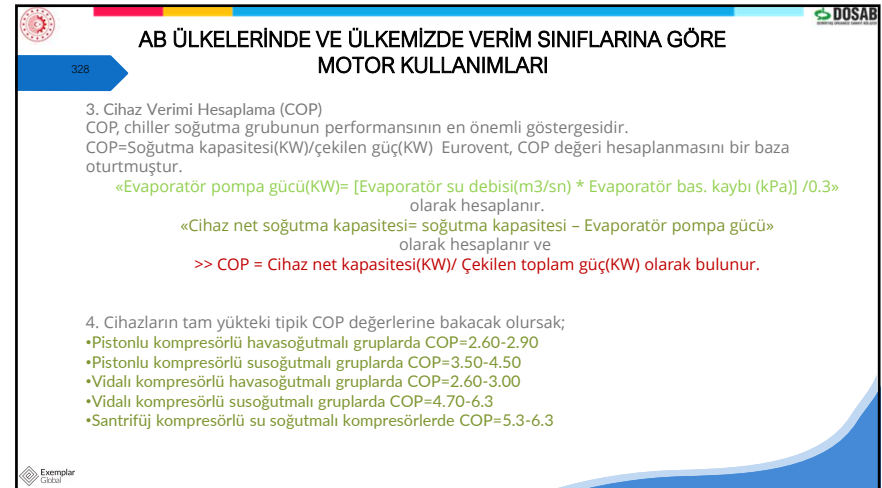 DOSAB
AB ÜLKELERİNDE VE ÜLKEMİZDE VERİM SINIFLARINA GÖRE
MOTOR KULLANIMLARI
328
3. Cihaz Verimi Hesaplama (COP)
COP, chiller soğutma grubunun performansının en önemli göstergesidir.
COP=Soğutma kapasitesi(KW)/çekilen güç(KW) Eurovent, COP değeri hesaplanmasını bir baza
oturtmuştur.
«Evaporatör pompa gücü(KW)= [Evaporatör su debisi(m3/sn) * Evaporatör bas. kaybı (kPa)] /0.3»
olarak hesaplanır.
«Cihaz net soğutma kapasitesi= soğutma kapasitesi – Evaporatör pompa gücü»
olarak hesaplanır ve
>> COP = Cihaz net kapasitesi(KW)/ Çekilen toplam güç(KW) olarak bulunur.
4. Cihazların tam yükteki tipik COP değerlerine bakacak olursak;
•Pistonlu kompresörlü havasoğutmalı gruplarda COP=2.60-2.90
•Pistonlu kompresörlü susoğutmalı gruplarda COP=3.50-4.50
•Vidalı kompresörlü havasoğutmalı gruplarda COP=2.60-3.00
•Vidalı kompresörlü susoğutmalı gruplarda COP=4.70-6.3
•Santrifüj kompresörlü su soğutmalı kompresörlerde COP=5.3-6.3
Exemplar
Global